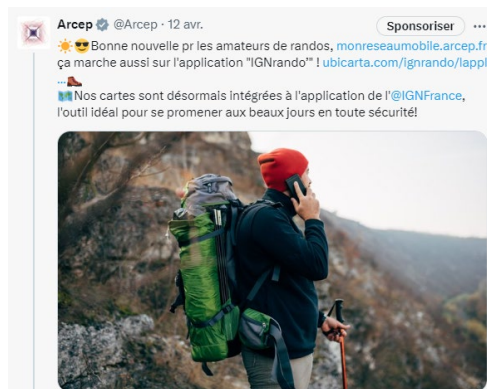 Arcep @Arcep · 12 avr. Sponsoriser ...
☀️😎Bonne nouvelle pr les amateurs de randos, monreseaumobile.arcep.fr
ça marche aussi sur l'application "IGNrando'" ! ubicarta.com/ignrando/lappl
...🥾
🗺️Nos cartes sont désormais intégrées à l'application de l'@IGNFrance,
l'outil idéal pour se promener aux beaux jours en toute sécurité!